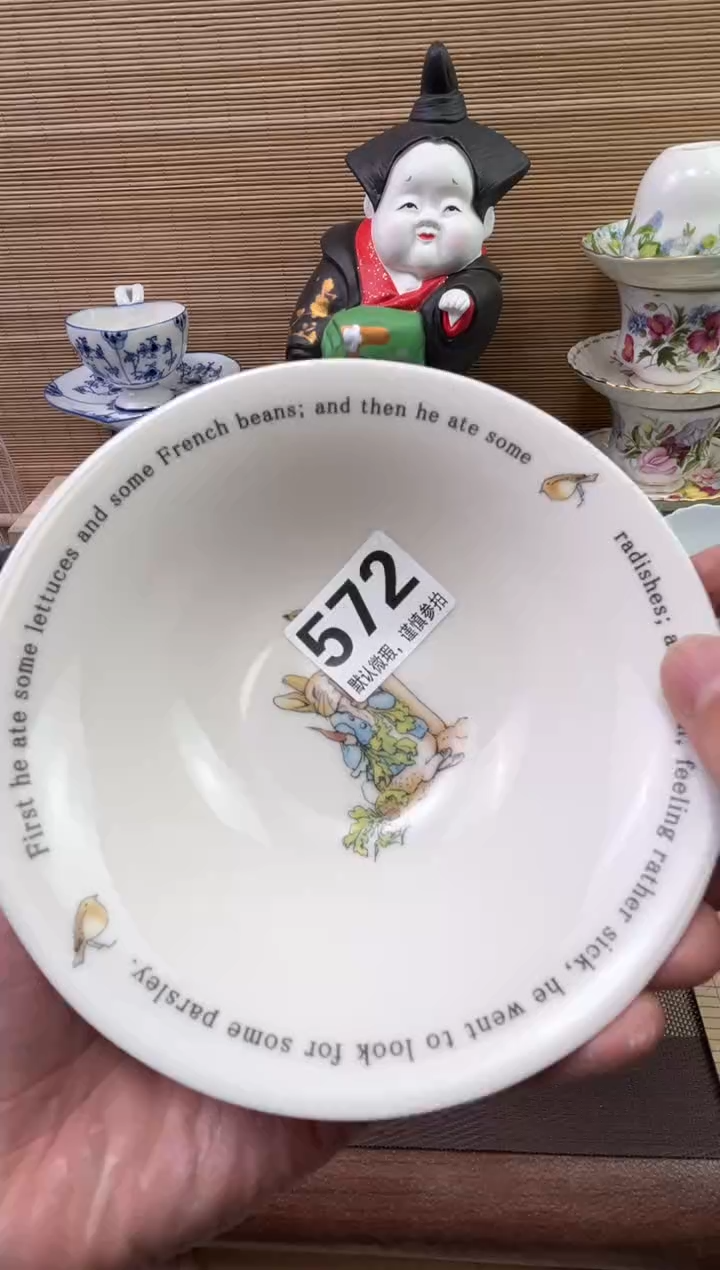 First he ate some lettuces and some French beans; and then he ate some
radishes; feeling rather sick, he went to look for some parsley.
572
默认微瑕，谨慎参拍